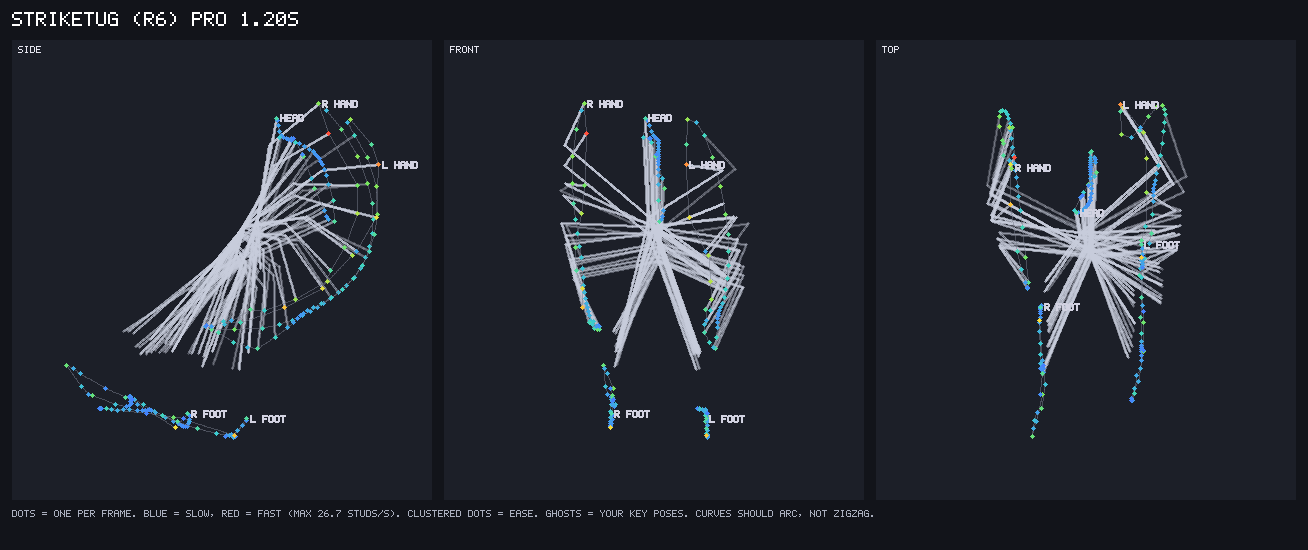 STRIKETUG (R6) PRO 1.20S
SIDE
FRONT
TOP
R HAND
HEAD
L HAND
R FOOT
L FOOT
R HAND
HEAD
L HAND
R FOOT
L FOOT
L HAND
R HAND
HEAD
L FOOT
R FOOT
DOTS = ONE PER FRAME. BLUE = SLOW, RED = FAST (MAX 26.7 STUDS/S). CLUSTERED DOTS = EASE. GHOSTS = YOUR KEY POSES. CURVES SHOULD ARC, NOT ZIGZAG.